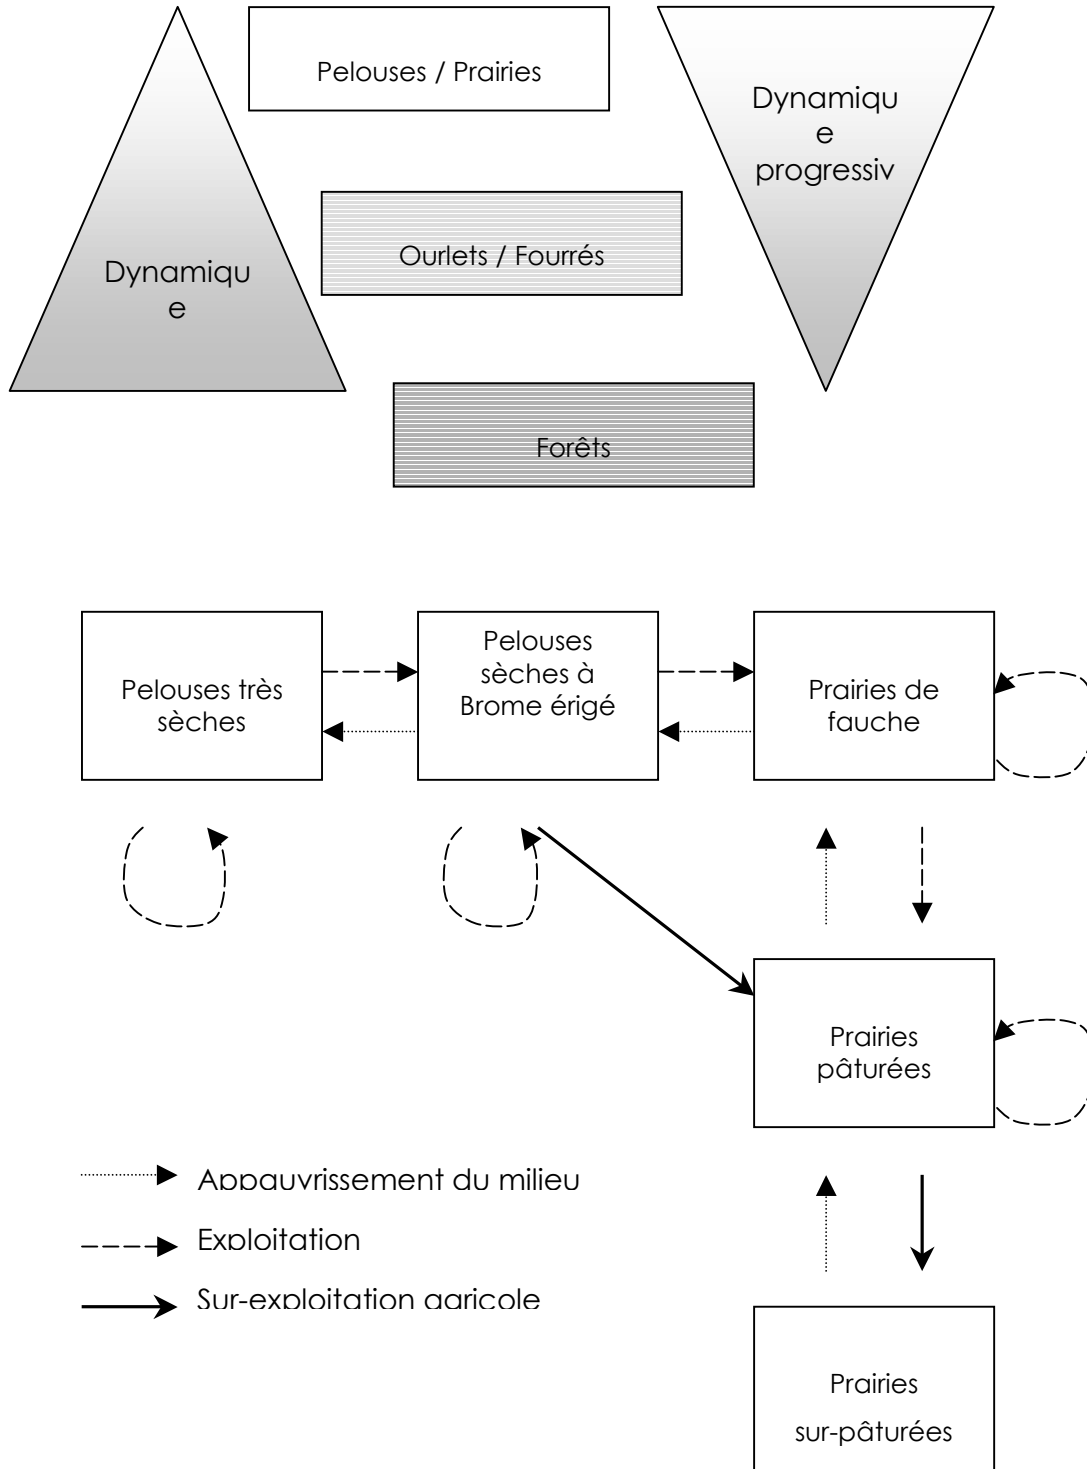 Pelouses / Prairies
Dynamiqu
e
progressiv
Ourlets / Fourrés
Dynamiqu
e
Forêts
Pelouses très
sèches
Pelouses
sèches à
Brome érigé
Prairies de
fauche
Prairies
pâturées
Appauvrissement du milieu
Exploitation
Sur-exploitation agricole
Prairies
sur-pâturées